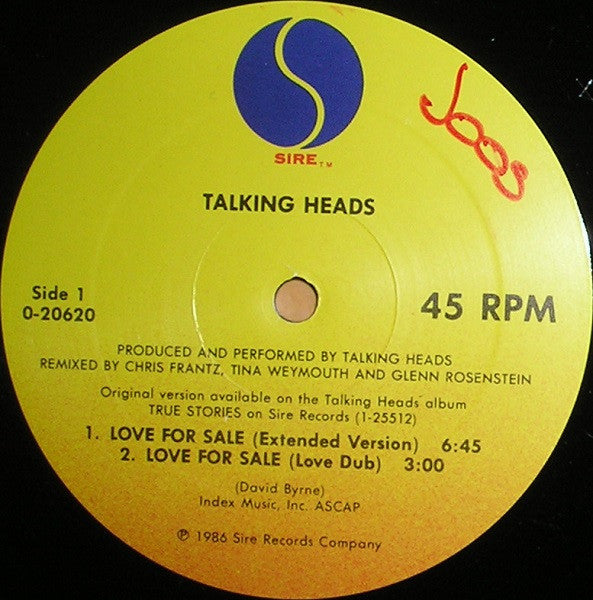 SIRE™
TALKING HEADS
Side 1
0-20620
45 RPM
PRODUCED AND PERFORMED BY TALKING HEADS
REMIXED BY CHRIS FRANTZ, TINA WEYMOUTH AND GLENN ROSENSTEIN
Original version available on the Talking Heads album
TRUE STORIES on Sire Records (1-25512)
1. LOVE FOR SALE (Extended Version) 6:45
2. LOVE FOR SALE (Love Dub) 3:00
(David Byrne)
Index Music, Inc. ASCAP
℗ 1986 Sire Records Company